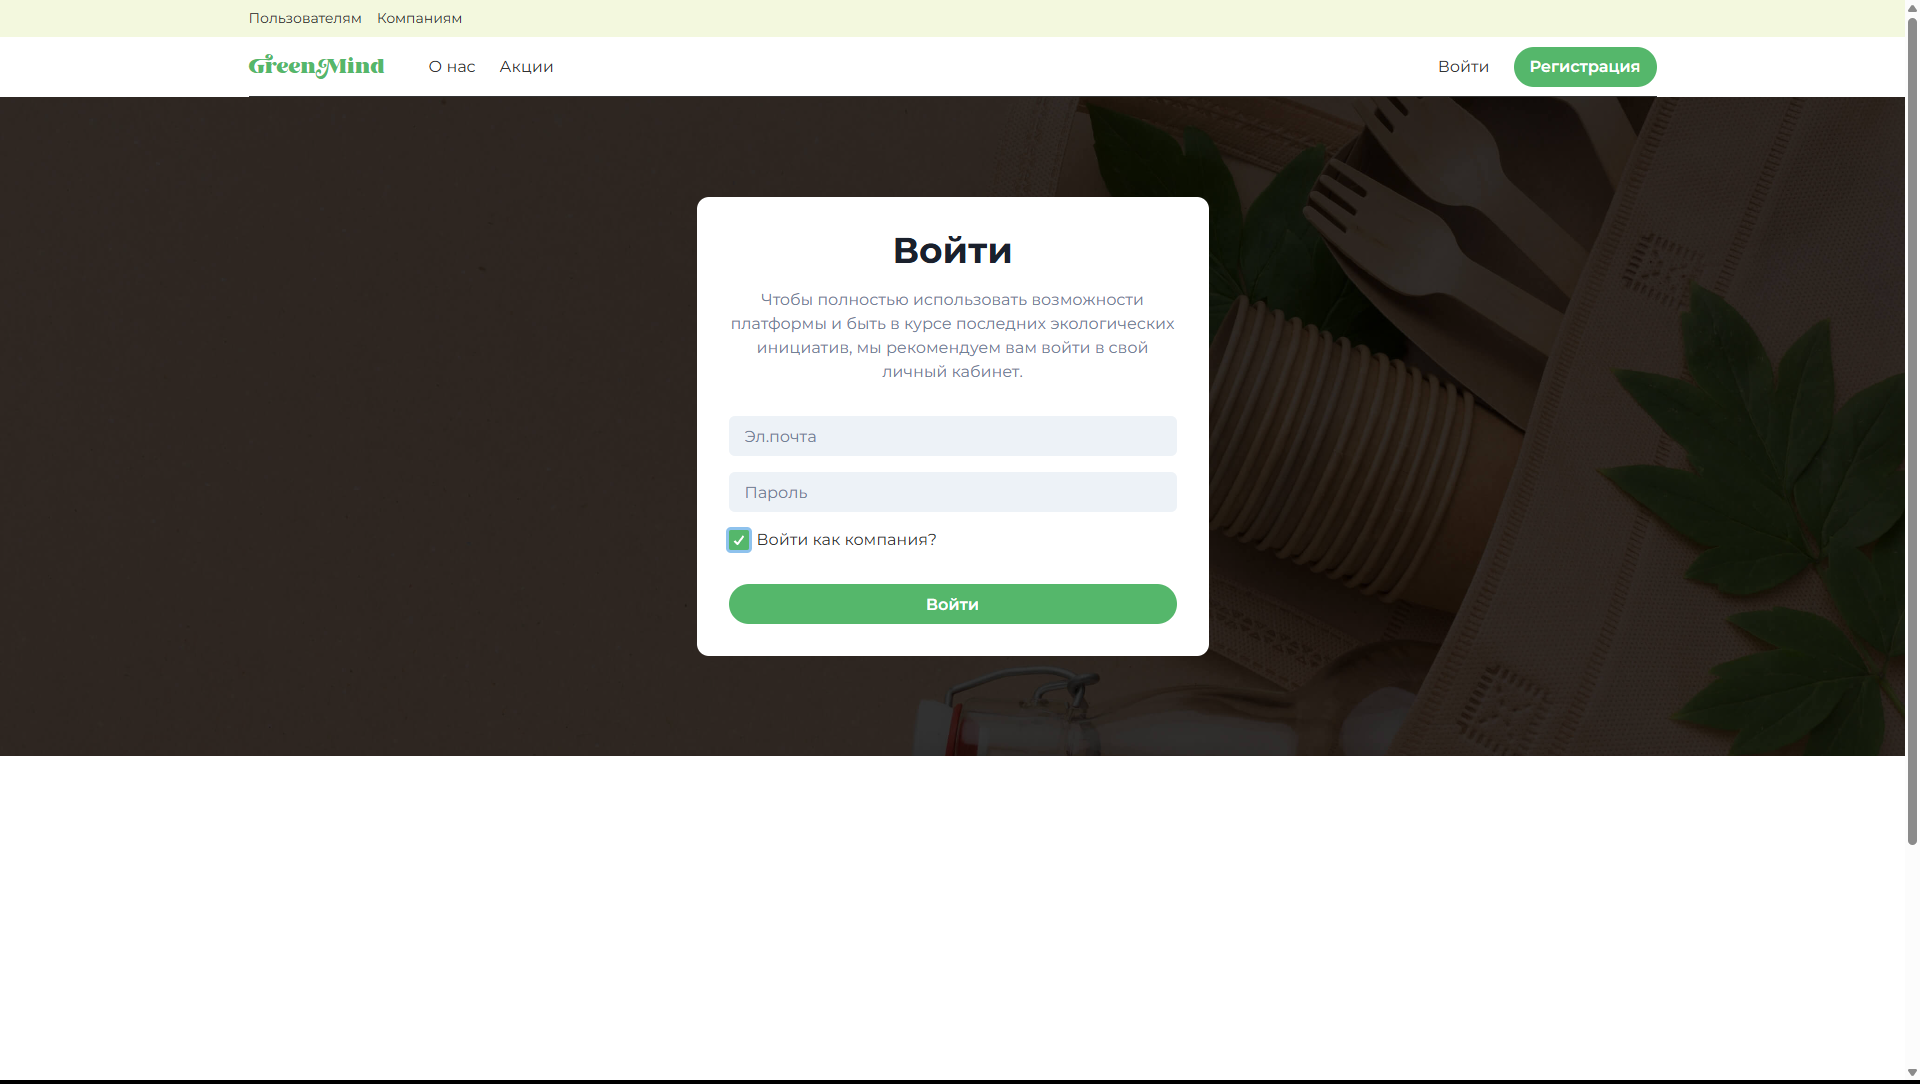 Пользователям Компаниям
GreenMind О нас Акции Войти Регистрация
Войти
Чтобы полностью использовать возможности
платформы и быть в курсе последних экологических
инициатив, мы рекомендуем вам войти в свой
личный кабинет.
Эл.почта
Пароль
Войти как компания?
Войти